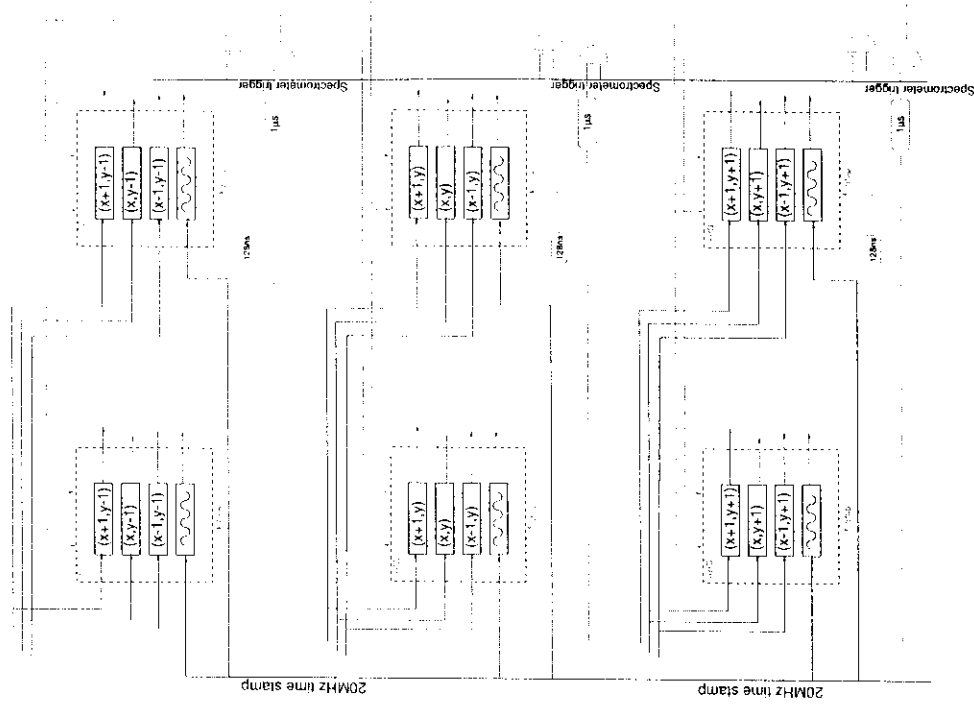 Spectrometer trigger
Spectrometer trigger
Spectrometer trigger
1µs
1µs
1µs
(x+1,y-1)
(x,y-1)
(x-1,y-1)
(x+1,y)
(x,y)
(x-1,y)
(x+1,y+1)
(x,y+1)
(x-1,y+1)
128ns
128ns
128ns
(x+1,y-1)
(x,y-1)
(x-1,y-1)
(x+1,y)
(x,y)
(x-1,y)
(x+1,y+1)
(x,y+1)
(x-1,y+1)
20MHz time stamp
20MHz time stamp